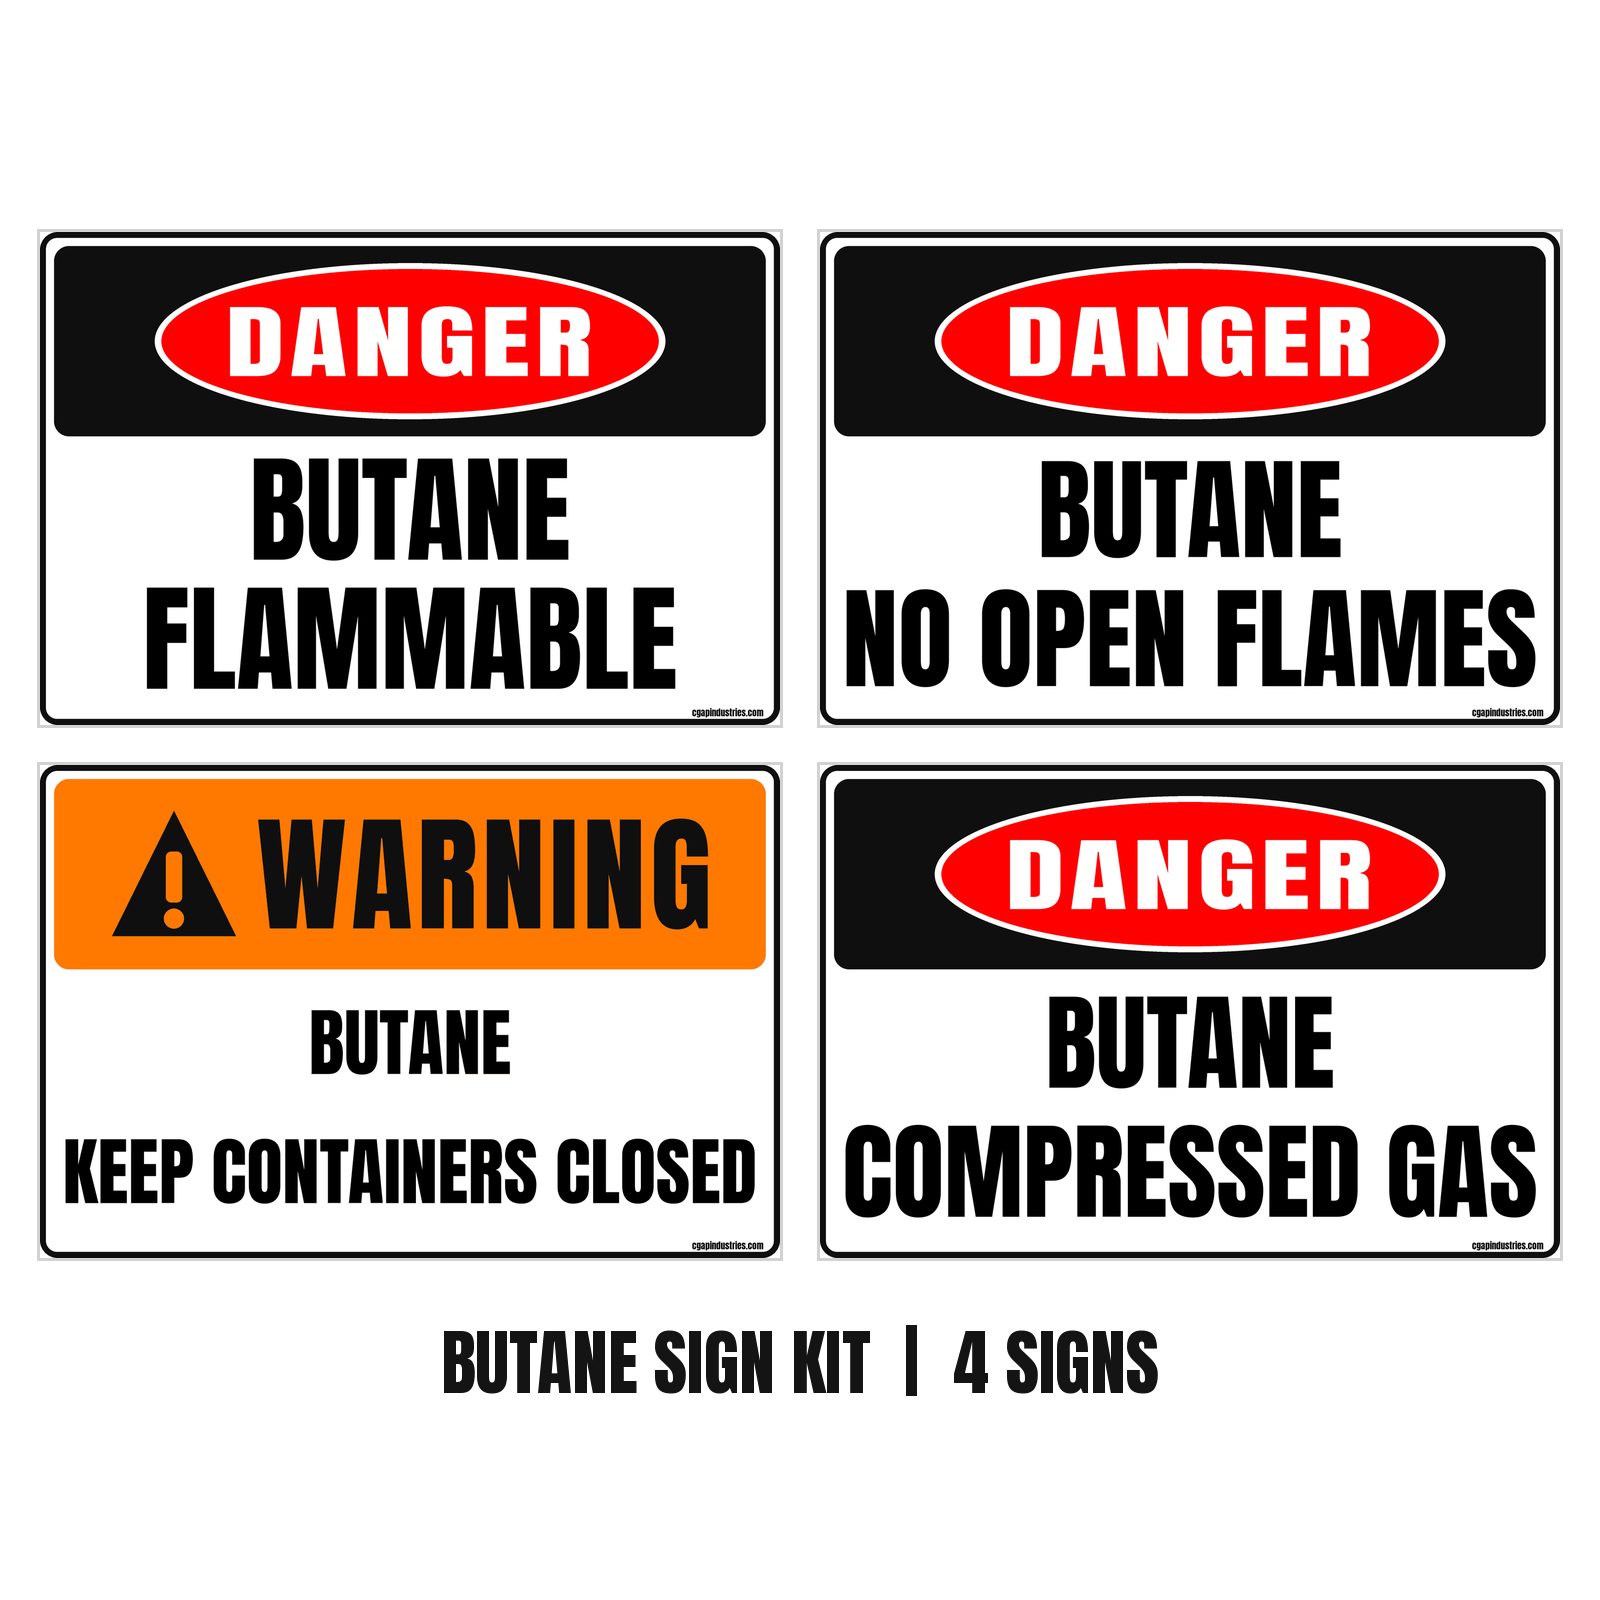 DANGER
BUTANE
FLAMMABLE
cgapindustries.com
DANGER
BUTANE
NO OPEN FLAMES
cgapindustries.com
WARNING
BUTANE
KEEP CONTAINERS CLOSED
cgapindustries.com
DANGER
BUTANE
COMPRESSED GAS
cgapindustries.com
BUTANE SIGN KIT | 4 SIGNS